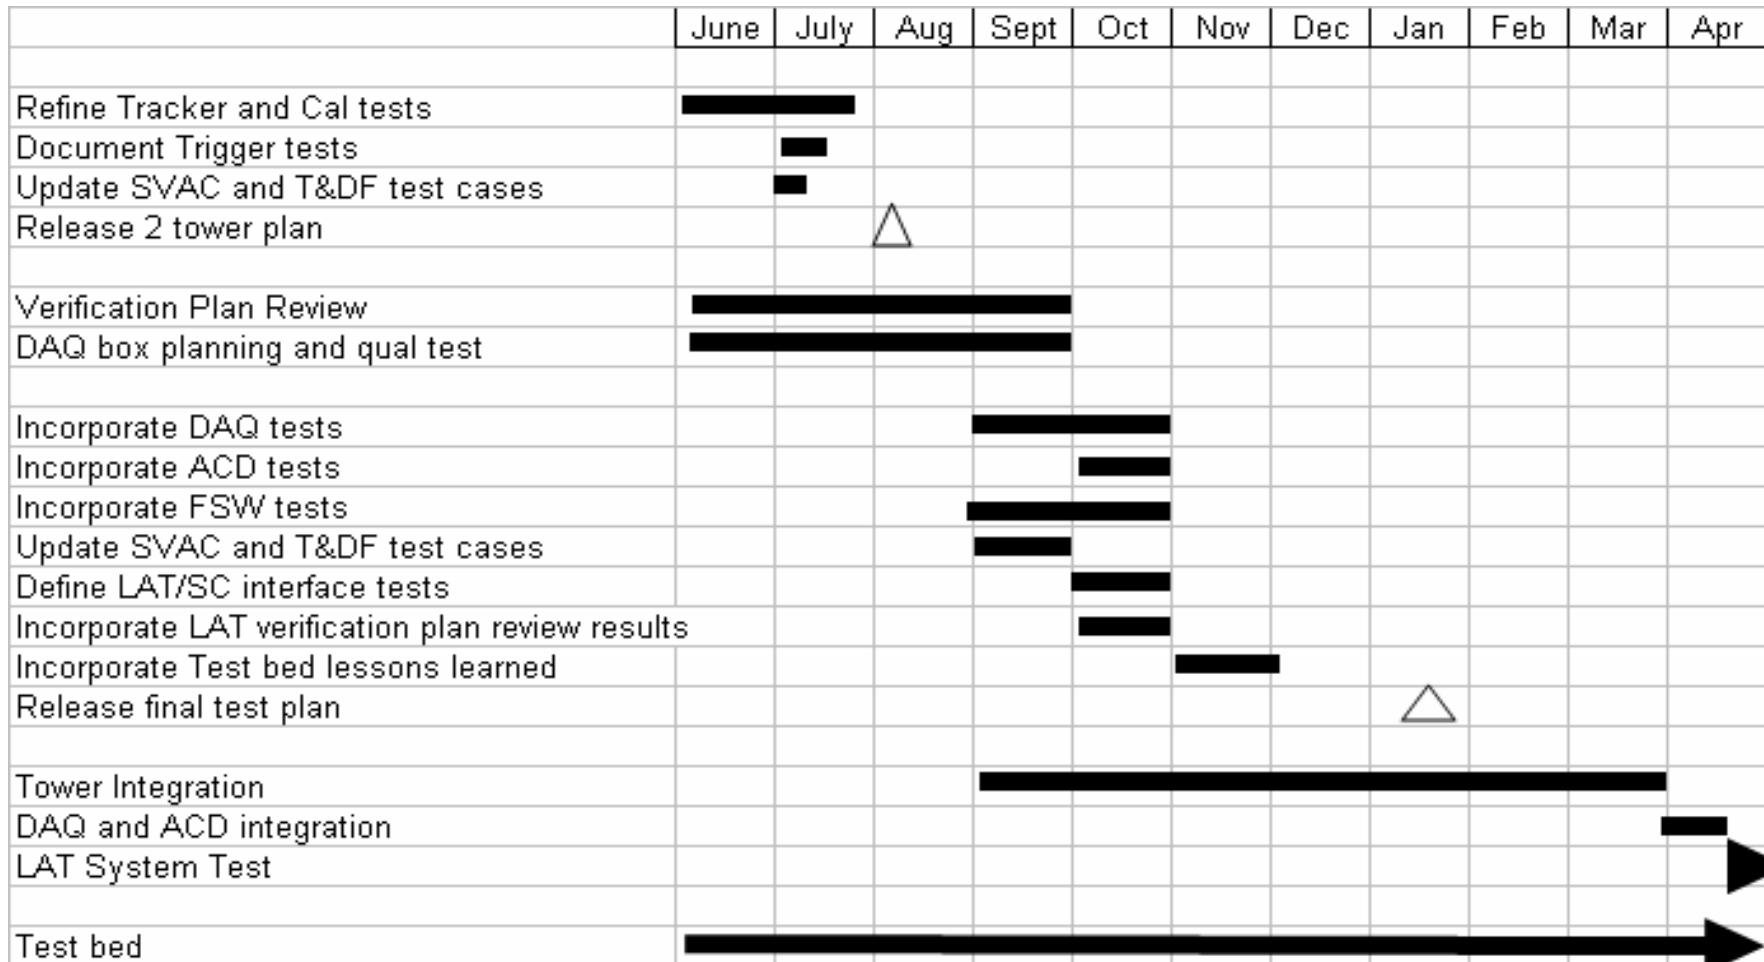 June July Aug Sept Oct Nov Dec Jan Feb Mar Apr
Refine Tracker and Cal tests
Document Trigger tests
Update SVAC and T&DF test cases
Release 2 tower plan
Verification Plan Review
DAQ box planning and qual test
Incorporate DAQ tests
Incorporate ACD tests
Incorporate FSW tests
Update SVAC and T&DF test cases
Define LAT/SC interface tests
Incorporate LAT verification plan review results
Incorporate Test bed lessons learned
Release final test plan
Tower Integration
DAQ and ACD integration
LAT System Test
Test bed